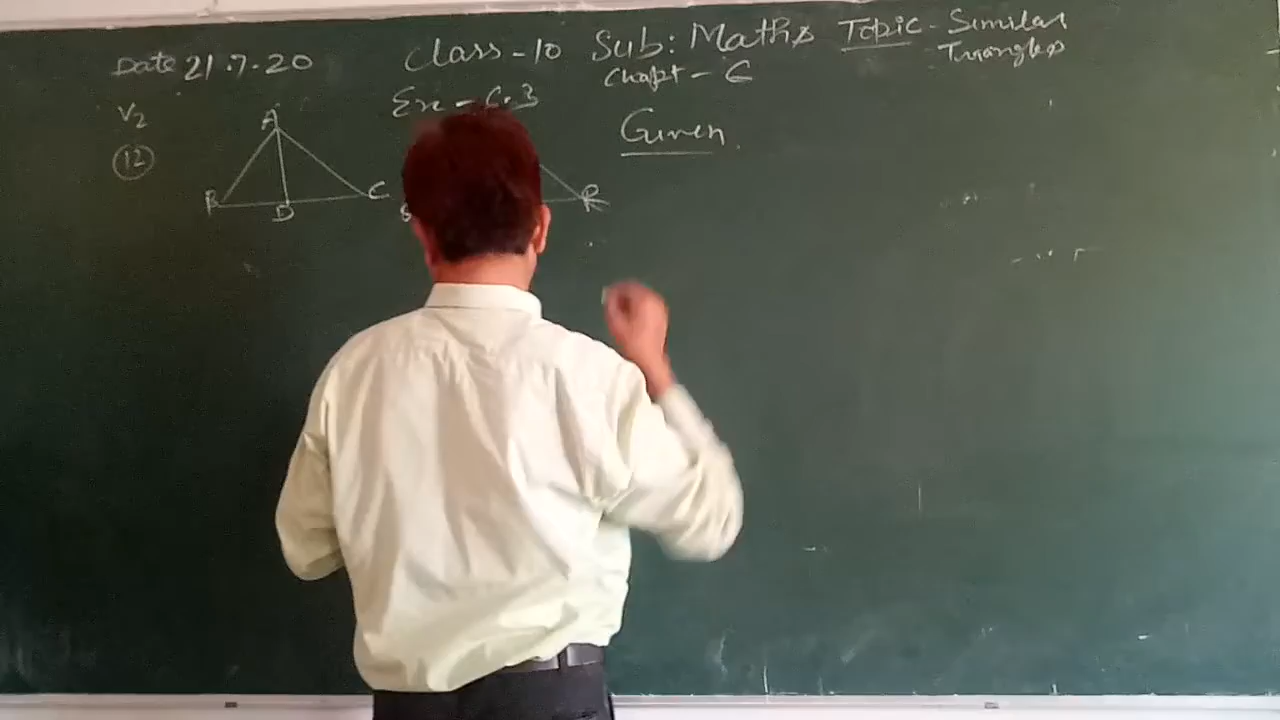 Date 21.7.20
Class-10 Sub: Maths Topic - Similar
Triangles
Chapt - 6
Ex - 6.3
V2
12
Given
A
B
D
C
R